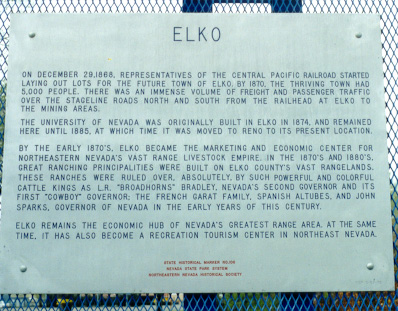 ELKO
ON DECEMBER 29,1868, REPRESENTATIVES OF THE CENTRAL PACIFIC RAILROAD STARTED
LAYING OUT LOTS FOR THE FUTURE TOWN OF ELKO. BY 1870, THE THRIVING TOWN HAD
5,000 PEOPLE. THERE WAS AN IMMENSE VOLUME OF FREIGHT AND PASSENGER TRAFFIC
OVER THE STAGELINE ROADS NORTH AND SOUTH FROM THE RAILHEAD AT ELKO TO
THE MINING AREAS.
THE UNIVERSITY OF NEVADA WAS ORIGINALLY BUILT IN ELKO IN 1874, AND REMAINED
HERE UNTIL 1885, AT WHICH TIME IT WAS MOVED TO RENO TO ITS PRESENT LOCATION.
BY THE EARLY 1870'S, ELKO BECAME THE MARKETING AND ECONOMIC CENTER FOR
NORTHEASTERN NEVADA'S VAST RANGE LIVESTOCK EMPIRE. IN THE 1870'S AND 1880'S,
GREAT RANCHING PRINCIPALITIES WERE BUILT ON ELKO COUNTY'S VAST RANGELANDS.
THESE RANCHES WERE RULED OVER, ABSOLUTELY, BY SUCH POWERFUL AND COLORFUL
CATTLE KINGS AS L.R. "BROADHORNS" BRADLEY, NEVADA'S SECOND GOVERNOR AND ITS
FIRST "COWBOY" GOVERNOR; THE FRENCH GARAT FAMILY, SPANISH ALTUBES, AND JOHN
SPARKS, GOVERNOR OF NEVADA IN THE EARLY YEARS OF THIS CENTURY.
ELKO REMAINS THE ECONOMIC HUB OF NEVADA'S GREATEST RANGE AREA. AT THE SAME
TIME, IT HAS ALSO BECOME A RECREATION TOURISM CENTER IN NORTHEAST NEVADA.
STATE HISTORICAL MARKER NO.106
NEVADA STATE PARK SYSTEM
NORTHEASTERN NEVADA HISTORICAL SOCIETY